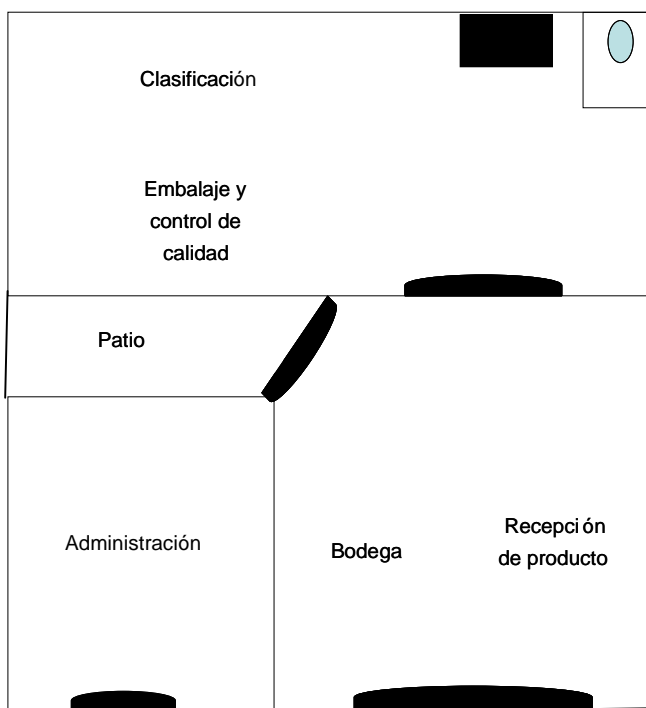 Clasificación
Embalaje y
control de
calidad
Patio
Administración
Bodega
Recepción
de producto